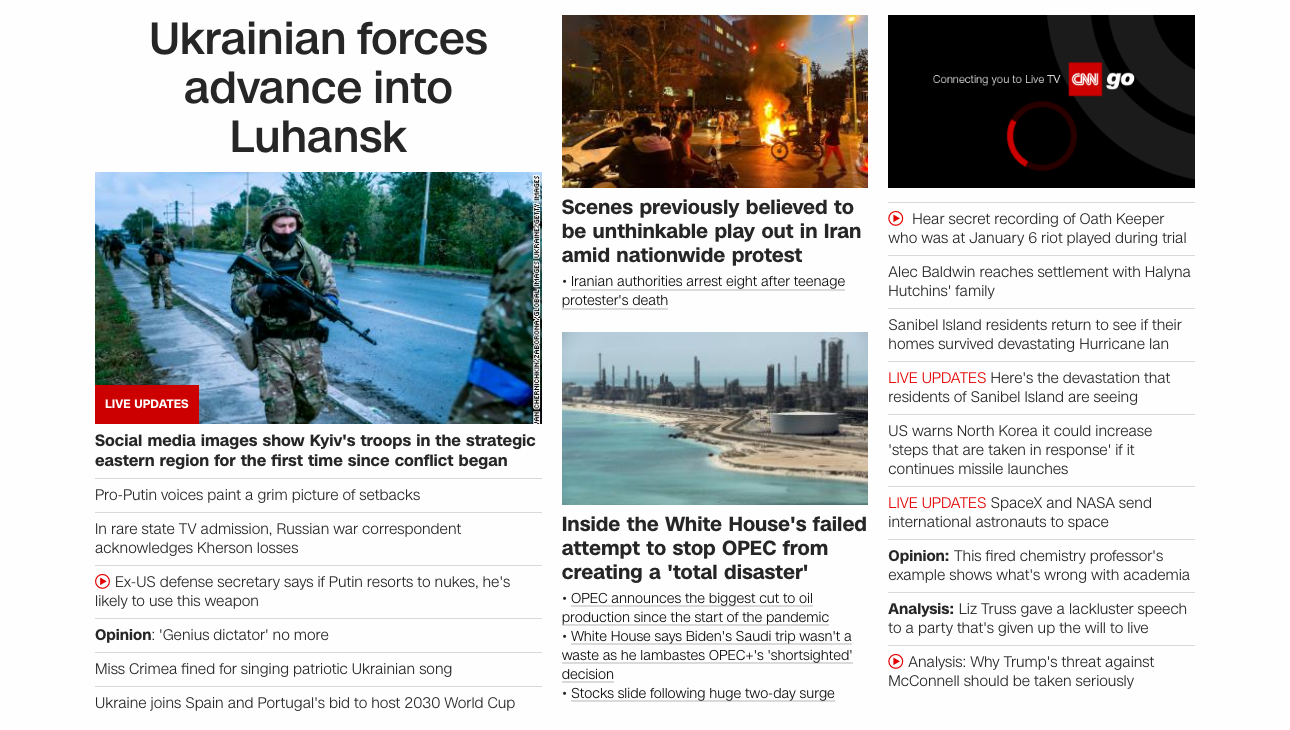 Ukrainian forces
advance into
Luhansk
LIVE UPDATES
Social media images show Kyiv's troops in the strategic
eastern region for the first time since conflict began
Pro-Putin voices paint a grim picture of setbacks
In rare state TV admission, Russian war correspondent
acknowledges Kherson losses
Ex-US defense secretary says if Putin resorts to nukes, he's
likely to use this weapon
Opinion: 'Genius dictator' no more
Miss Crimea fined for singing patriotic Ukrainian song
Ukraine joins Spain and Portugal's bid to host 2030 World Cup
Scenes previously believed to
be unthinkable play out in Iran
amid nationwide protest
• Iranian authorities arrest eight after teenage
protester's death
Inside the White House's failed
attempt to stop OPEC from
creating a 'total disaster'
• OPEC announces the biggest cut to oil
production since the start of the pandemic
• White House says Biden's Saudi trip wasn't a
waste as he lambastes OPEC+'s 'shortsighted'
decision
• Stocks slide following huge two-day surge
Connecting you to Live TV CNN go
Hear secret recording of Oath Keeper
who was at January 6 riot played during trial
Alec Baldwin reaches settlement with Halyna
Hutchins' family
Sanibel Island residents return to see if their
homes survived devastating Hurricane Ian
LIVE UPDATES Here's the devastation that
residents of Sanibel Island are seeing
US warns North Korea it could increase
'steps that are taken in response' if it
continues missile launches
LIVE UPDATES SpaceX and NASA send
international astronauts to space
Opinion: This fired chemistry professor's
example shows what's wrong with academia
Analysis: Liz Truss gave a lackluster speech
to a party that's given up the will to live
Analysis: Why Trump's threat against
McConnell should be taken seriously